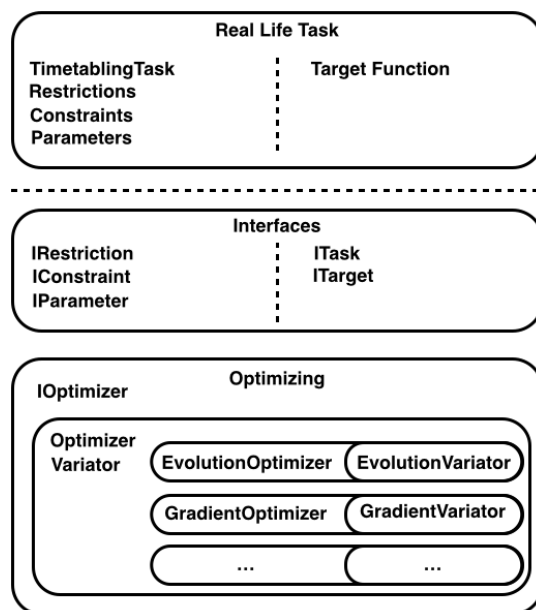 Real Life Task
TimetablingTask
Restrictions
Constraints
Parameters
Target Function
Interfaces
IRestriction
IConstraint
IParameter
ITask
ITarget
Optimizing
IOptimizer
Optimizer
Variator
EvolutionOptimizer
EvolutionVariator
GradientOptimizer
GradientVariator
...
...